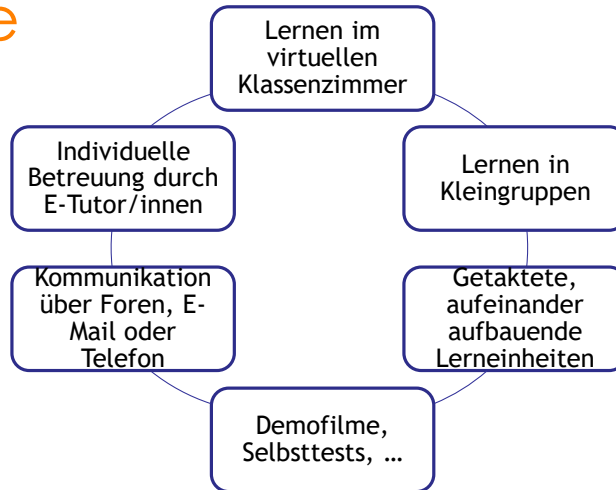 e
Lernen im
virtuellen
Klassenzimmer
Individuelle
Betreuung durch
E-Tutor/innen
Lernen in
Kleingruppen
Kommunikation
über Foren, E-
Mail oder
Telefon
Getaktete,
aufeinander
aufbauende
Lerneinheiten
Demofilme,
Selbsttests, …